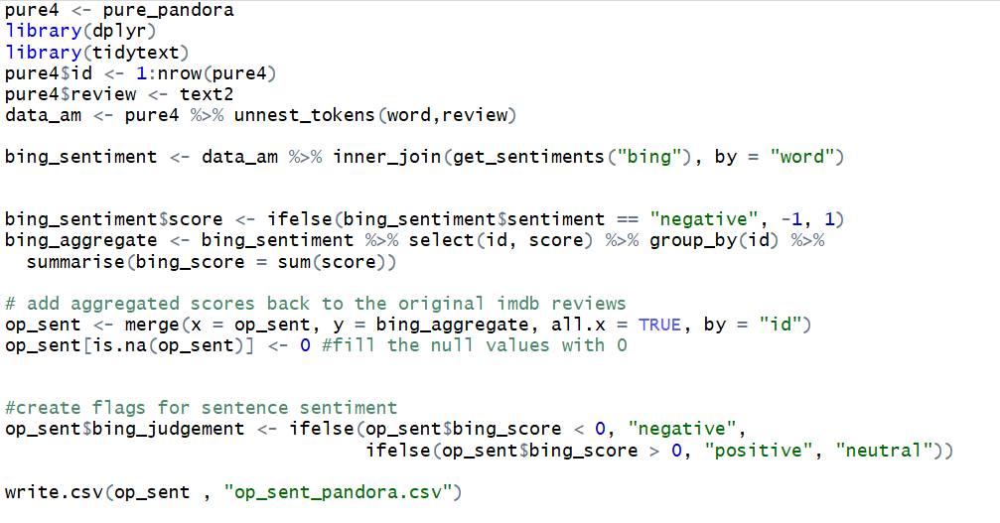 pure4 <- pure_pandora
library(dplyr)
library(tidytext)
pure4$id <- 1:nrow(pure4)
pure4$review <- text2
data_am <- pure4 %>% unnest_tokens(word,review)
bing_sentiment <- data_am %>% inner_join(get_sentiments("bing"), by = "word")
bing_sentiment$score <- ifelse(bing_sentiment$sentiment == "negative", -1, 1)
bing_aggregate <- bing_sentiment %>% select(id, score) %>% group_by(id) %>%
  summarise(bing_score = sum(score))
# add aggregated scores back to the original imdb reviews
op_sent <- merge(x = op_sent, y = bing_aggregate, all.x = TRUE, by = "id")
op_sent[is.na(op_sent)] <- 0 #fill the null values with 0
#create flags for sentence sentiment
op_sent$bing_judgement <- ifelse(op_sent$bing_score < 0, "negative",
                                 ifelse(op_sent$bing_score > 0, "positive", "neutral"))
write.csv(op_sent , "op_sent_pandora.csv")